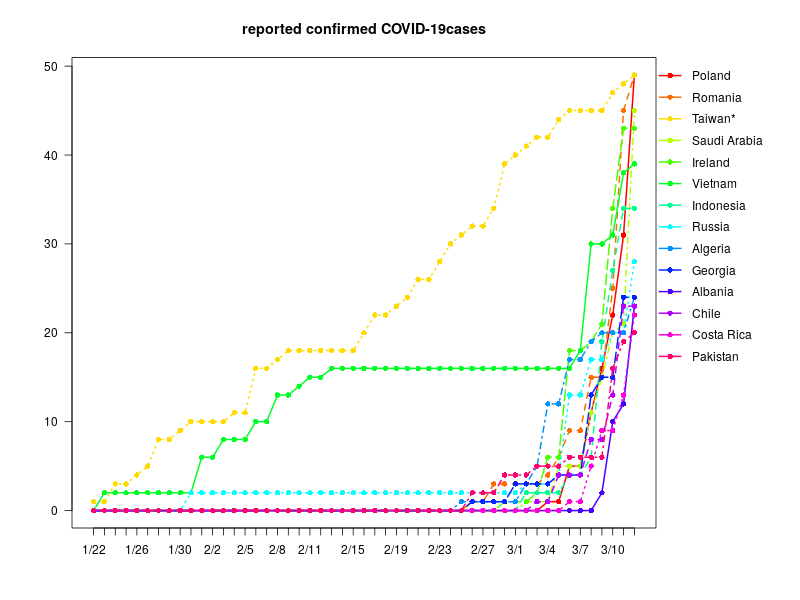 reported confirmed COVID-19cases
50
40
30
20
10
0
1/22 1/26 1/30 2/2 2/5 2/8 2/11 2/15 2/19 2/23 2/27 3/1 3/4 3/7 3/10
Poland
Romania
Taiwan*
Saudi Arabia
Ireland
Vietnam
Indonesia
Russia
Algeria
Georgia
Albania
Chile
Costa Rica
Pakistan